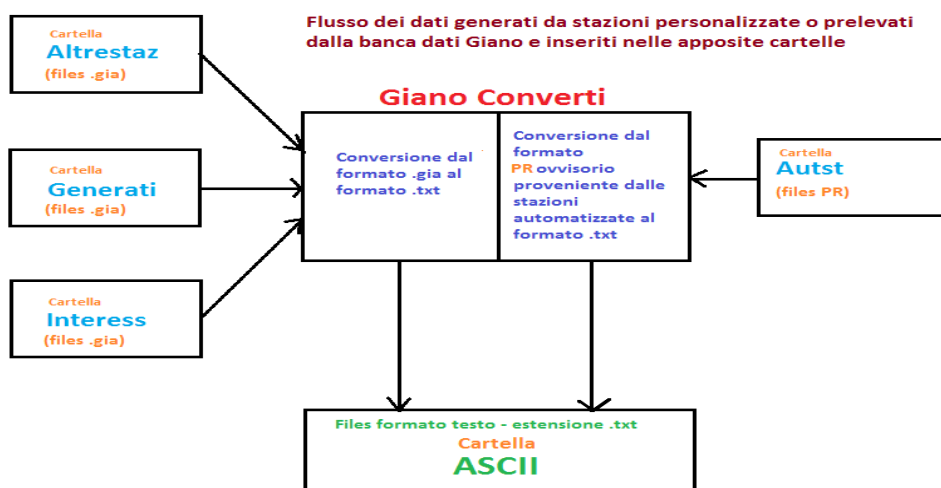 Flusso dei dati generati da stazioni personalizzate o prelevati
dalla banca dati Giano e inseriti nelle apposite cartelle
Cartella
Altrestaz
(files .gia)
Cartella
Generati
(files .gia)
Cartella
Interess
(files .gia)
Giano Converti
Conversione dal
formato .gia al
formato .txt
Conversione dal
formato
PR ovvisorio
proveniente dalle
stazioni
automatizzate al
formato .txt
Cartella
Autst
(files PR)
Files formato testo - estensione .txt
Cartella
ASCII